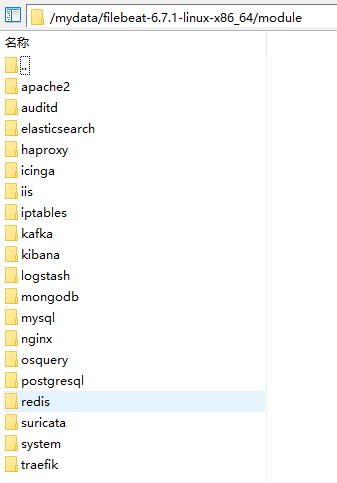 /mydata/filebeat-6.7.1-linux-x86_64/module
名称
..
apache2
auditd
elasticsearch
haproxy
icinga
iis
iptables
kafka
kibana
logstash
mongodb
mysql
nginx
osquery
postgresql
redis
suricata
system
traefik